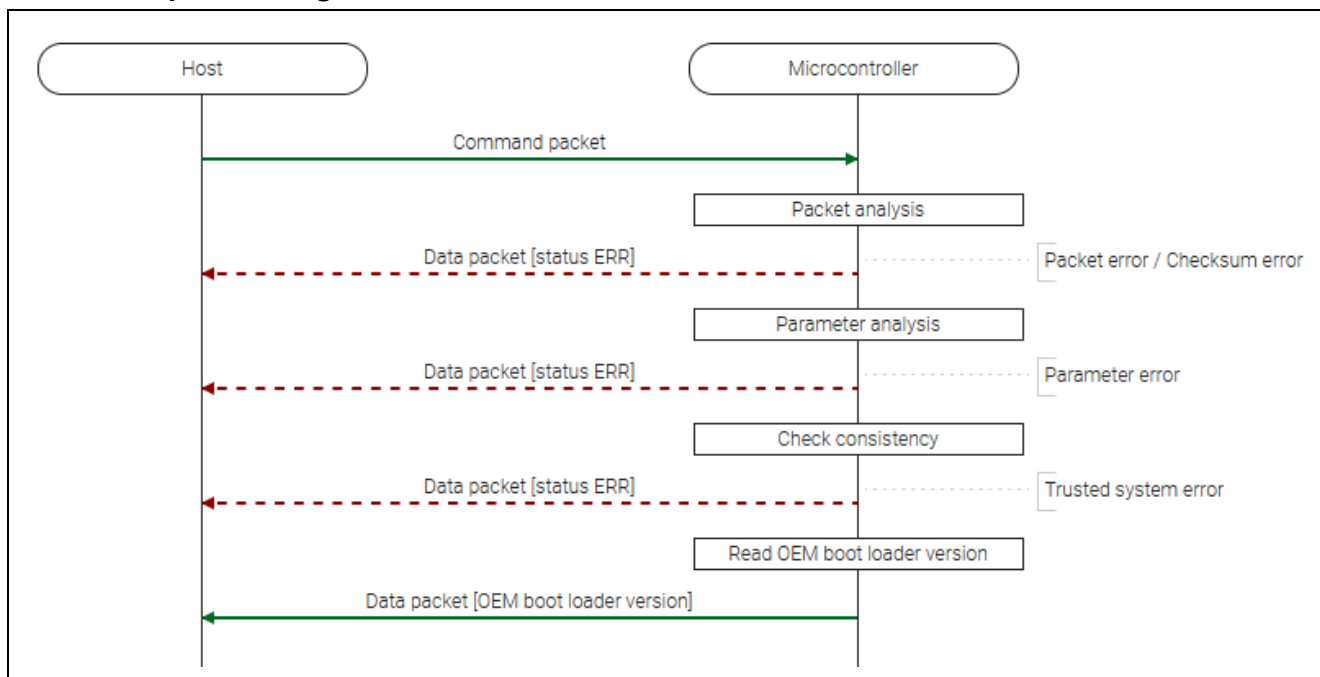 Host
Microcontroller
Command packet
Packet analysis
Data packet [status ERR]
Packet error / Checksum error
Parameter analysis
Data packet [status ERR]
Parameter error
Check consistency
Data packet [status ERR]
Trusted system error
Read OEM boot loader version
Data packet [OEM boot loader version]